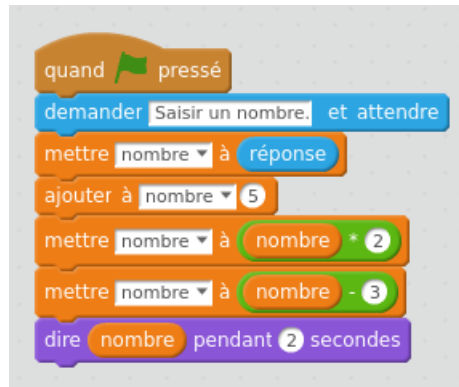 quand pressé
demander Saisir un nombre. et attendre
mettre nombre à réponse
ajouter à nombre 5
mettre nombre à nombre * 2
mettre nombre à nombre - 3
dire nombre pendant 2 secondes